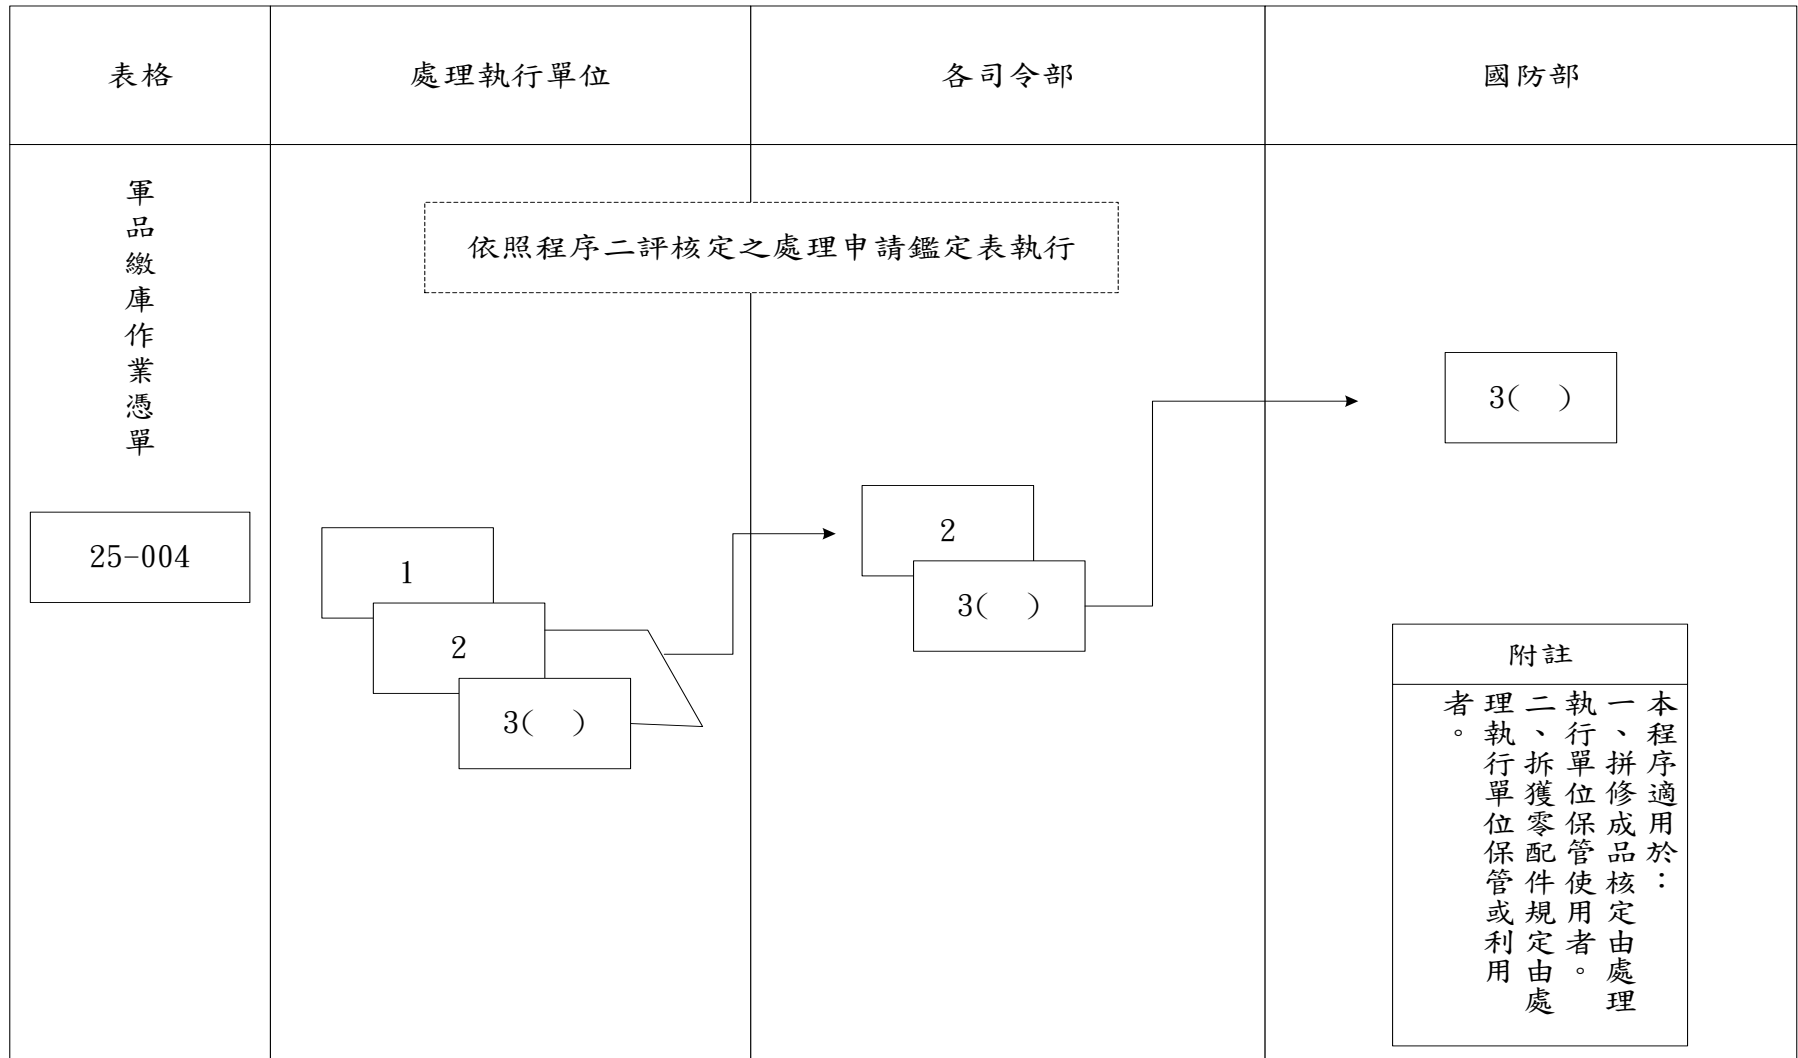 表格
處理執行單位
各司令部
國防部
軍品繳庫作業憑單
25-004
依照程序二評核定之處理申請鑑定表執行
1
2
3(　)
2
3(　)
3(　)
附註
本程序適用於：
一、拼修成品核定由處理
執行單位保管使用者。
二、拆獲零配件規定由處
理執行單位保管或利用
者。